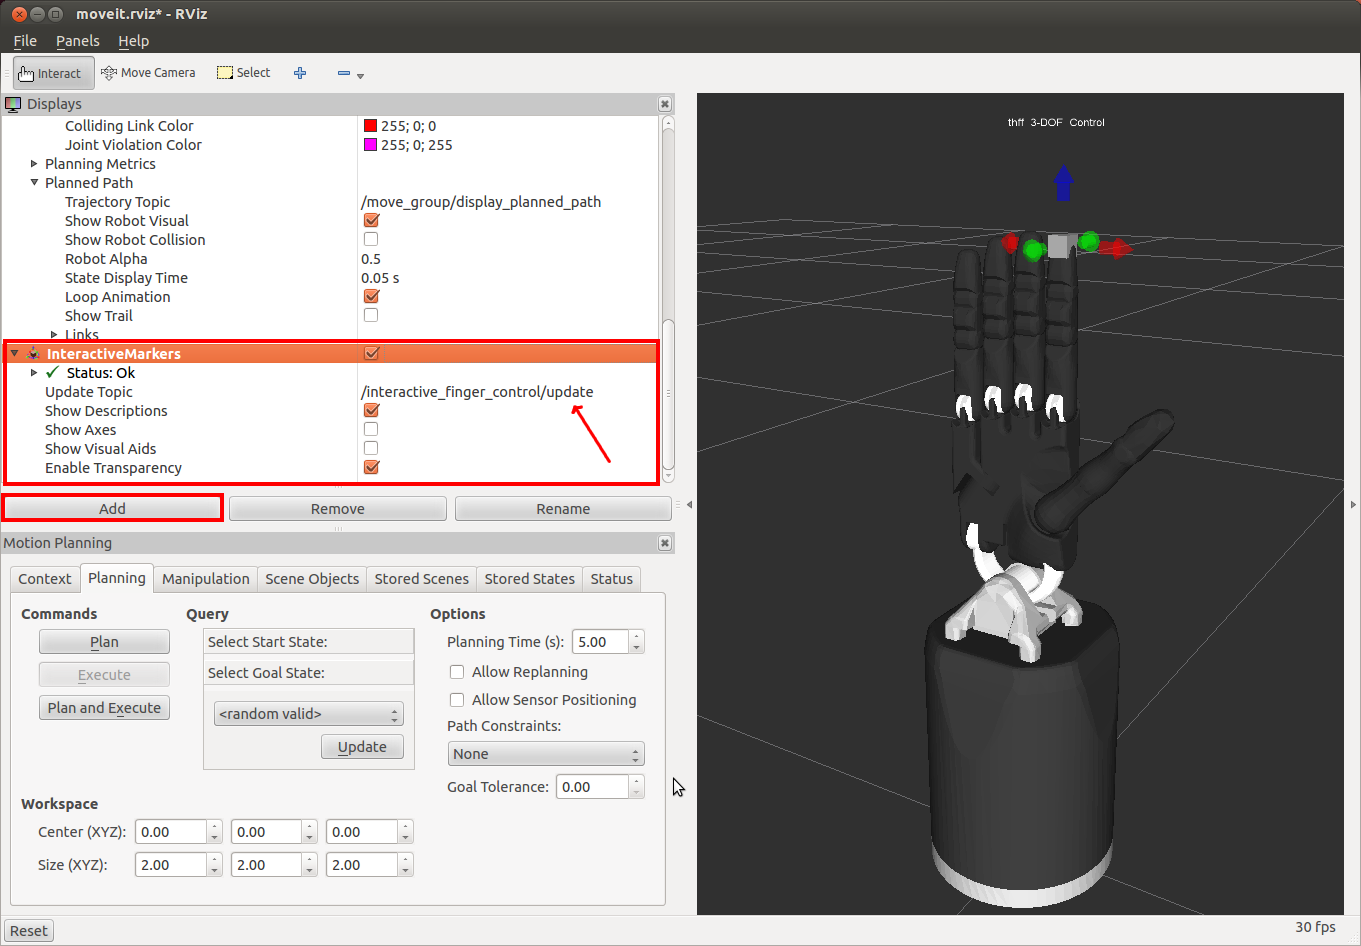 moveit.rviz* - RViz
File Panels Help
Interact Move Camera Select
Displays
Colliding Link Color 255; 0; 0
Joint Violation Color 255; 0; 255
Planning Metrics
Planned Path
Trajectory Topic /move_group/display_planned_path
Show Robot Visual
Show Robot Collision
Robot Alpha 0.5
State Display Time 0.05 s
Loop Animation
Show Trail
Links
InteractiveMarkers
Status: Ok
Update Topic /interactive_finger_control/update
Show Descriptions
Show Axes
Show Visual Aids
Enable Transparency
Add Remove Rename
Motion Planning
Context Planning Manipulation Scene Objects Stored Scenes Stored States Status
Commands Query Options
Plan Select Start State: Planning Time (s): 5.00
Execute Select Goal State: Allow Replanning
Plan and Execute <random valid> Allow Sensor Positioning
Update Path Constraints:
None
Goal Tolerance: 0.00
Workspace
Center (XYZ): 0.00 0.00 0.00
Size (XYZ): 2.00 2.00 2.00
thff 3-DOF Control
Reset 30 fps